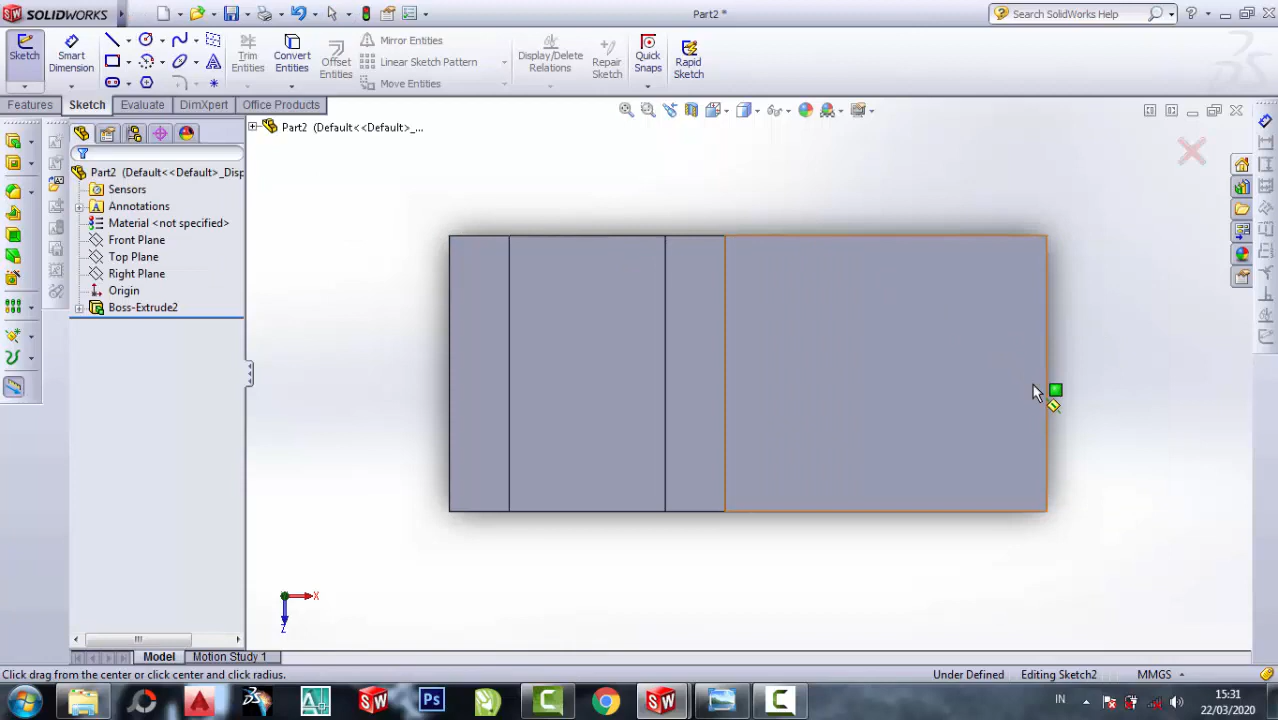 SW SOLIDWORKS
Part2 *
Search SolidWorks Help
Sketch
Smart
Dimension
Trim
Entities
Convert
Entities
Offset
Entities
Mirror Entities
Linear Sketch Pattern
Move Entities
Display/Delete
Relations
Repair
Sketch
Quick
Snaps
Rapid
Sketch
Features
Sketch
Evaluate
DimXpert
Office Products
Part2 (Default<<Default>_...
Part2 (Default<<Default>_Disp
Sensors
Annotations
Material <not specified>
Front Plane
Top Plane
Right Plane
Origin
Boss-Extrude2
X
Z
Model
Motion Study 1
Click drag from the center or click center and click radius.
Under Defined
Editing Sketch2
MMGS
SW
Ps
C
SW
C
IN
15:31
22/03/2020